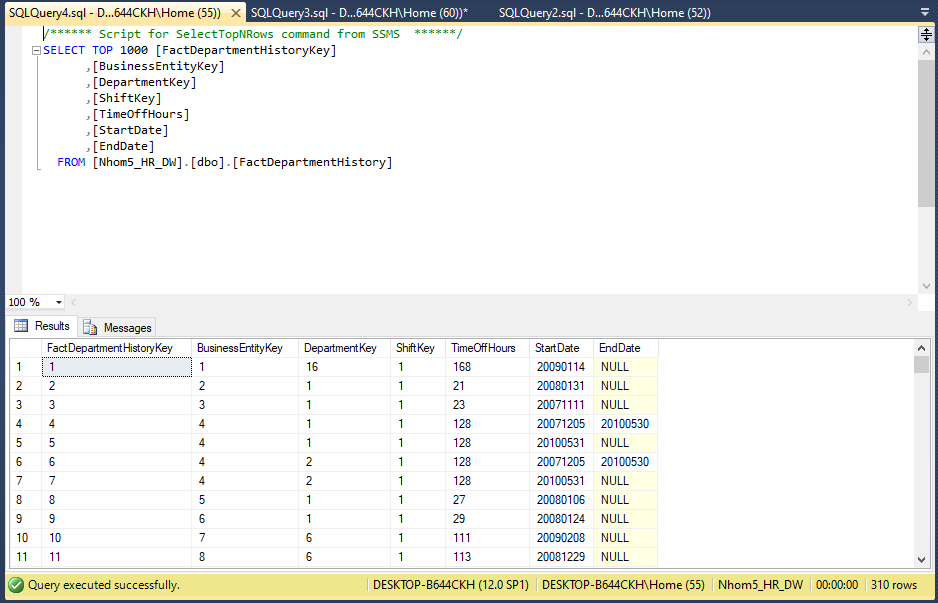 SQLQuery4.sql - D...644CKH\Home (55)) SQLQuery3.sql - D...644CKH\Home (60))* SQLQuery2.sql - D...644CKH\Home (52))
/****** Script for SelectTopNRows command from SSMS ******/
SELECT TOP 1000 [FactDepartmentHistoryKey]
,[BusinessEntityKey]
,[DepartmentKey]
,[ShiftKey]
,[TimeOffHours]
,[StartDate]
,[EndDate]
FROM [Nhom5_HR_DW].[dbo].[FactDepartmentHistory]
100 %
Results Messages
FactDepartmentHistoryKey BusinessEntityKey DepartmentKey ShiftKey TimeOffHours StartDate EndDate
1 1 1 16 1 168 20090114 NULL
2 2 2 1 1 21 20080131 NULL
3 3 3 1 1 23 20071111 NULL
4 4 4 1 1 128 20071205 20100530
5 5 4 1 1 128 20100531 NULL
6 6 4 2 1 128 20071205 20100530
7 7 4 2 1 128 20100531 NULL
8 8 5 1 1 27 20080106 NULL
9 9 6 1 1 29 20080124 NULL
10 10 7 6 1 111 20090208 NULL
11 11 8 6 1 113 20081229 NULL
Query executed successfully. DESKTOP-B644CKH (12.0 SP1) DESKTOP-B644CKH\Home (55) Nhom5_HR_DW 00:00:00 310 rows